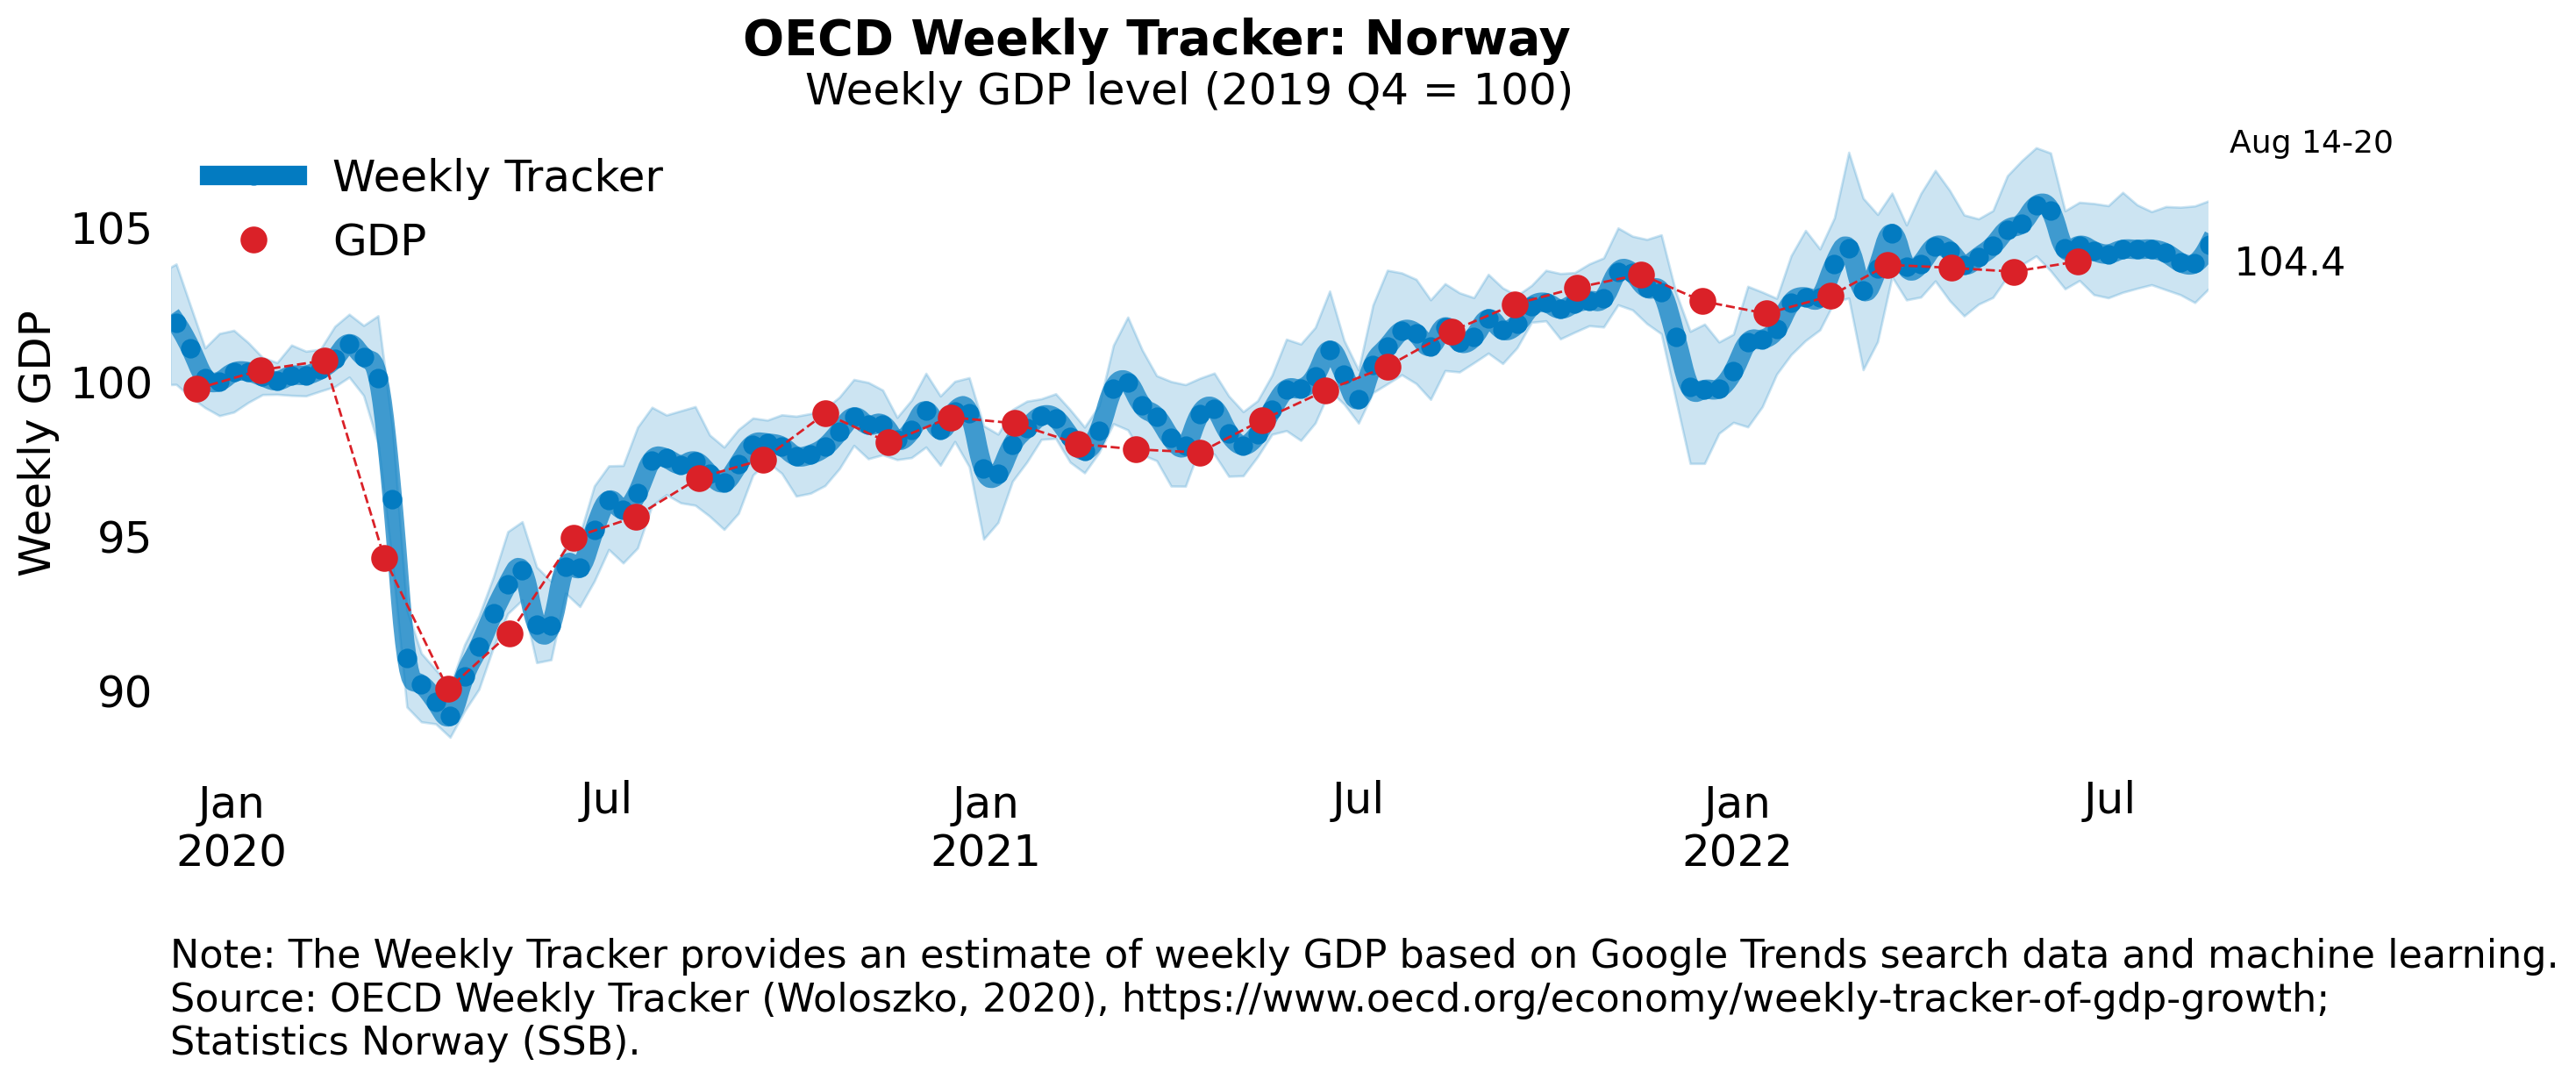 OECD Weekly Tracker: Norway
Weekly GDP level (2019 Q4 = 100)
Aug 14-20
Weekly Tracker
GDP
105
104.4
100
95
90
Weekly GDP
Jan
2020
Jul
Jan
2021
Jul
Jan
2022
Jul
Note: The Weekly Tracker provides an estimate of weekly GDP based on Google Trends search data and machine learning.
Source: OECD Weekly Tracker (Woloszko, 2020), https://www.oecd.org/economy/weekly-tracker-of-gdp-growth;
Statistics Norway (SSB).